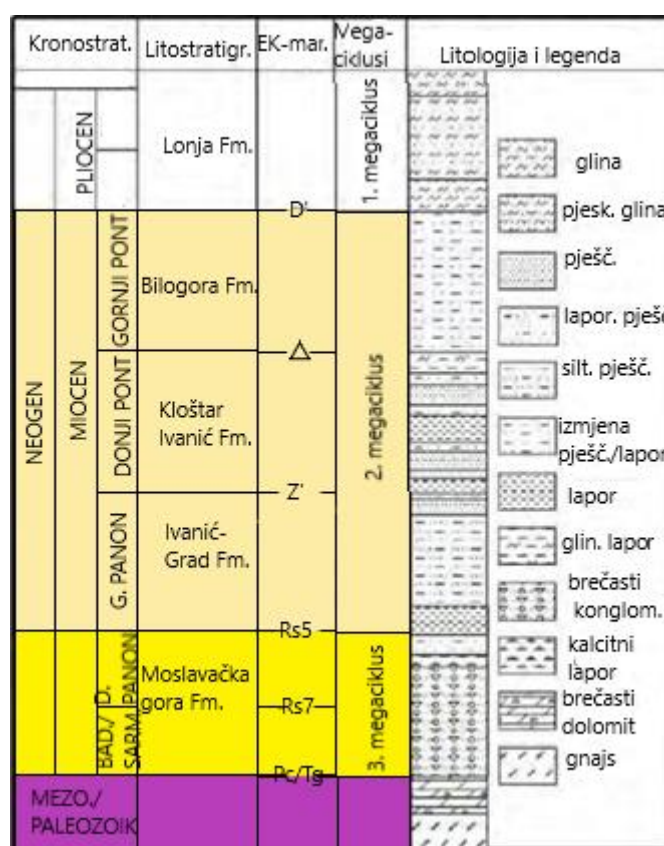 Kronostrat.
Litostratigr.
EK-mar.
Vega-
ciklusi
Litologija i legenda
PLIOCEN
Lonja Fm.
1. megaciklus
D'
NEOGEN
MIOCEN
GORNJI PONT
Bilogora Fm.
DONJI PONT
Kloštar
Ivanić Fm.
2. megaciklus
Z'
G. PANON
Ivanić-
Grad Fm.
Rs5
BAD./ D.
SARM. PANON
Moslavačka
gora Fm.
Rs7
3. megaciklus
Pc/Tg
MEZO./
PALEOZOIK
glina
pjesk. glina
pješč.
lapor. pješč
silt. pješč.
izmjena
pješč./lapor
lapor
glin. lapor
brečasti
konglom.
kalcitni
lapor
brečasti
dolomit
gnajs